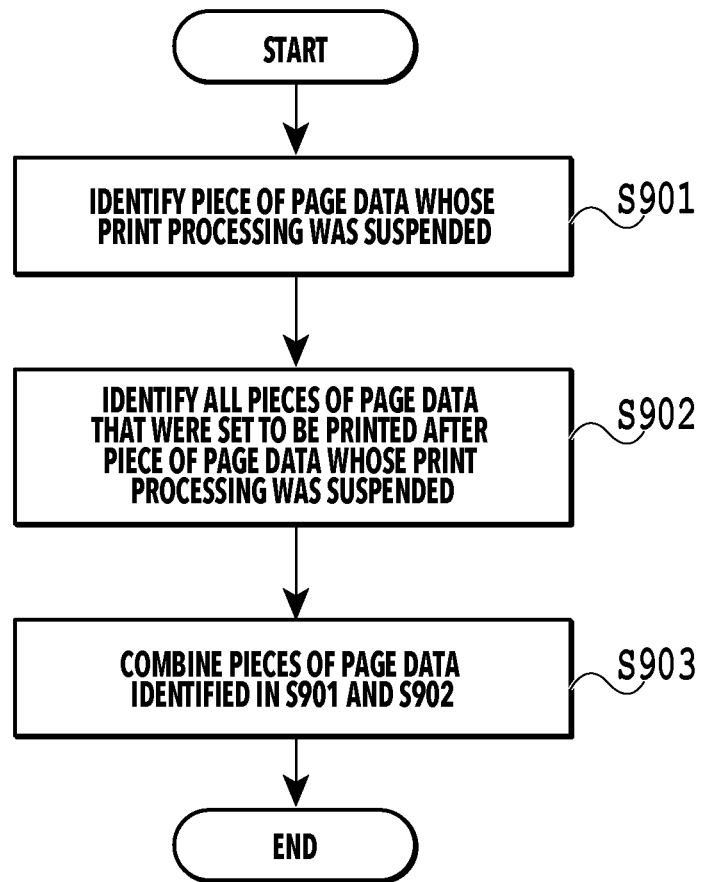 START
IDENTIFY PIECE OF PAGE DATA WHOSE
PRINT PROCESSING WAS SUSPENDED
S901
IDENTIFY ALL PIECES OF PAGE DATA
THAT WERE SET TO BE PRINTED AFTER
PIECE OF PAGE DATA WHOSE PRINT
PROCESSING WAS SUSPENDED
S902
COMBINE PIECES OF PAGE DATA
IDENTIFIED IN S901 AND S902
S903
END